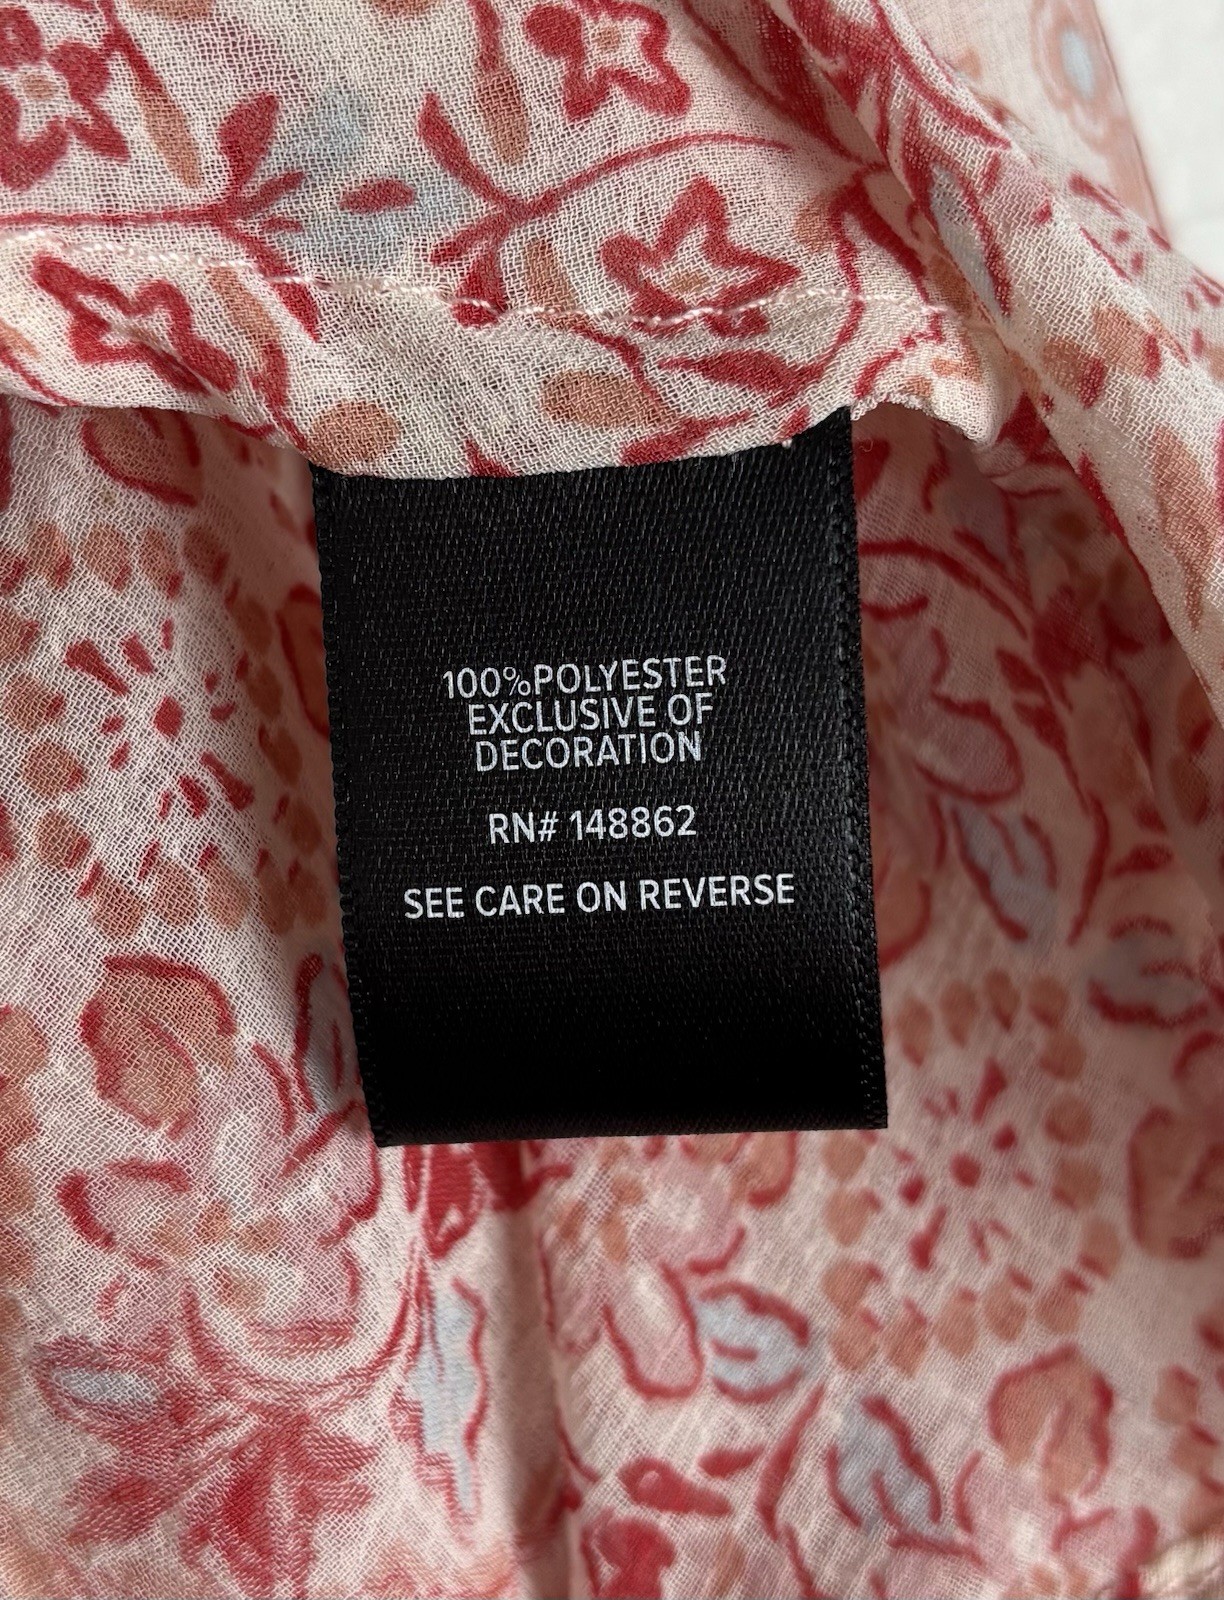 100%POLYESTER
EXCLUSIVE OF
DECORATION
RN# 148862
SEE CARE ON REVERSE